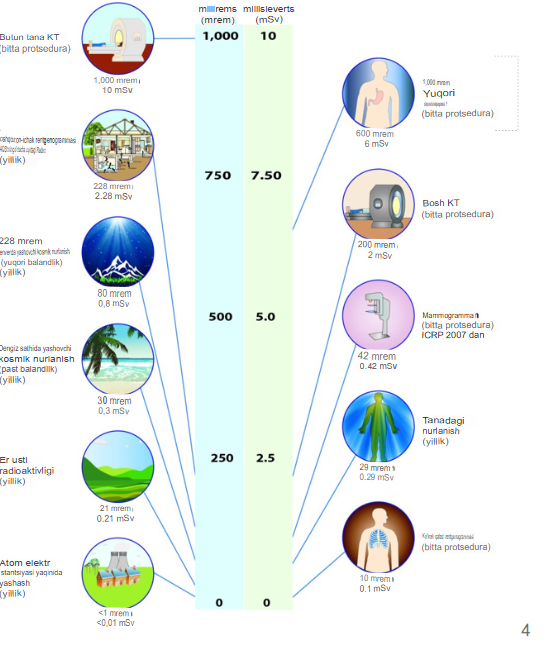 millirems millisieverts
(mrem) (mSv)
1,000 10
750 7.50
500 5.0
250 2.5
0 0
Butun tana KT
(bitta protsedura)
1,000 mrem
10 mSv
(yillik)
228 mrem
2.28 mSv
228 mrem
(yuqori balandlik)
(yillik)
80 mrem
0,8 mSv
Dengiz sathida yashovchi
kosmik nurlanish
(past balandlik)
(yillik)
30 mrem
0,3 mSv
Er usti
radioaktivligi
(yillik)
21 mrem
0.21 mSv
Atom elektr
stantsiyasi yaqinida
yashash
(yillik)
<1 mrem
<0,01 mSv
1,000 mrem
Yuqori
(bitta protsedura)
600 mrem
6 mSv
Bosh KT
(bitta protsedura)
200 mrem
2 mSv
Mammogramma
(bitta protsedura)
ICRP 2007 dan
42 mrem
0.42 mSv
Tanadagi
nurlanish
(yillik)
29 mrem
0.29 mSv
(bitta protsedura)
10 mrem
0.1 mSv
4